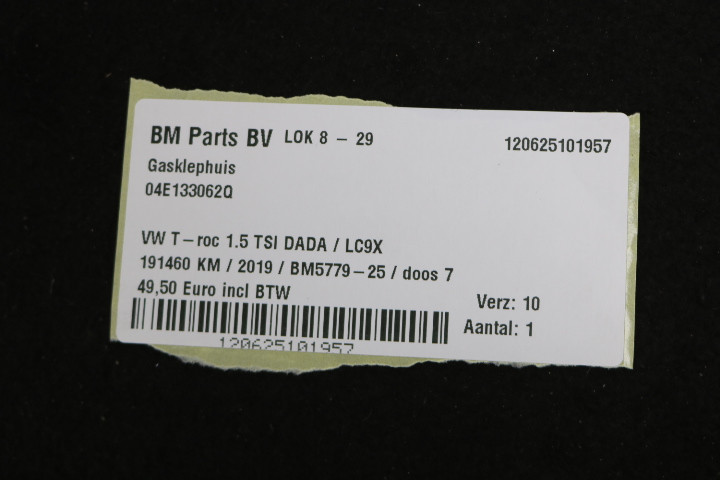 BM Parts BV LOK 8 - 29 120625101957
Gasklephuis
04E133062Q
VW T-roc 1.5 TSI DADA / LC9X
191460 KM / 2019 / BM5779-25 / doos 7
49,50 Euro incl BTW
Verz: 10
Aantal: 1
120625101957